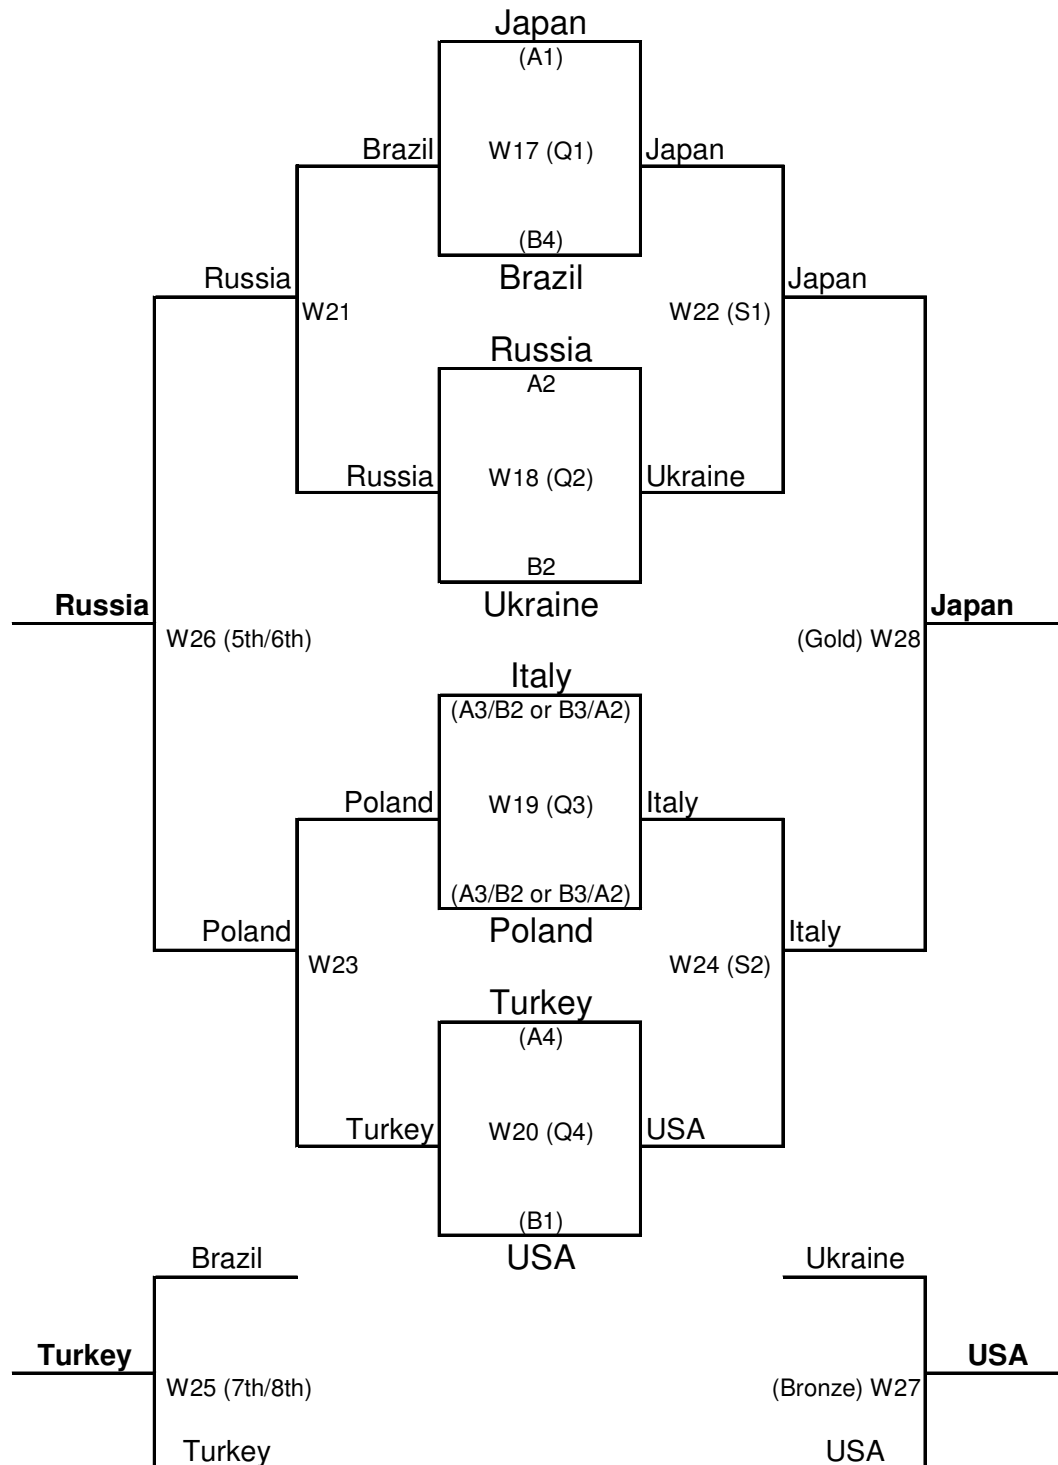 Japan
(A1)
Brazil W17 (Q1) Japan
(B4)
Brazil
Russia Japan
W21 W22 (S1)
Russia
A2
Russia W18 (Q2) Ukraine
B2
Ukraine
Russia Japan
W26 (5th/6th) (Gold) W28
Italy
(A3/B2 or B3/A2)
Poland W19 (Q3) Italy
(A3/B2 or B3/A2)
Poland
Poland Italy
W23 W24 (S2)
Turkey
(A4)
Turkey W20 (Q4) USA
(B1)
USA
Brazil Ukraine
Turkey USA
W25 (7th/8th) (Bronze) W27
Turkey USA